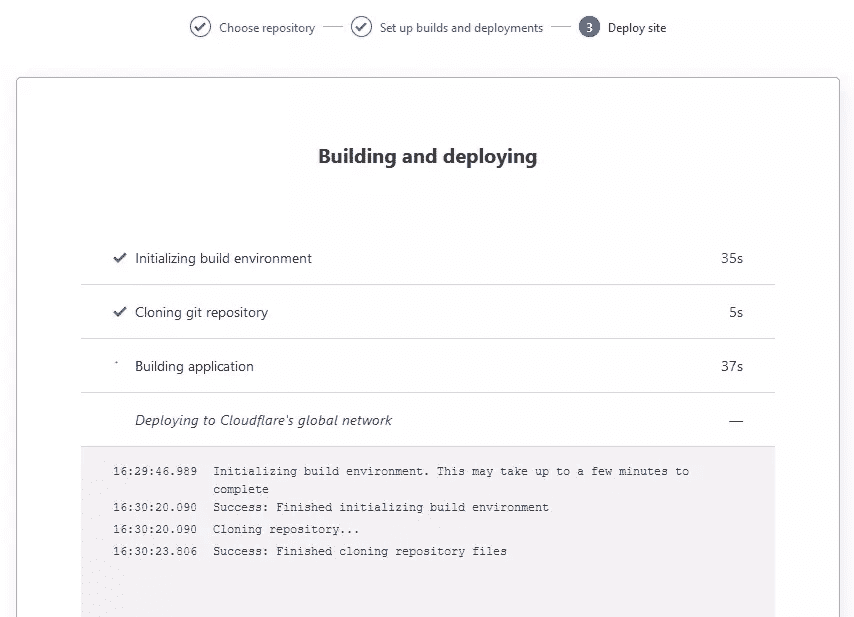 Choose repository
Set up builds and deployments
3 Deploy site
Building and deploying
Initializing build environment 35s
Cloning git repository 5s
Building application 37s
Deploying to Cloudflare's global network —
16:29:46.989 Initializing build environment. This may take up to a few minutes to
complete
16:30:20.090 Success: Finished initializing build environment
16:30:20.090 Cloning repository...
16:30:23.806 Success: Finished cloning repository files